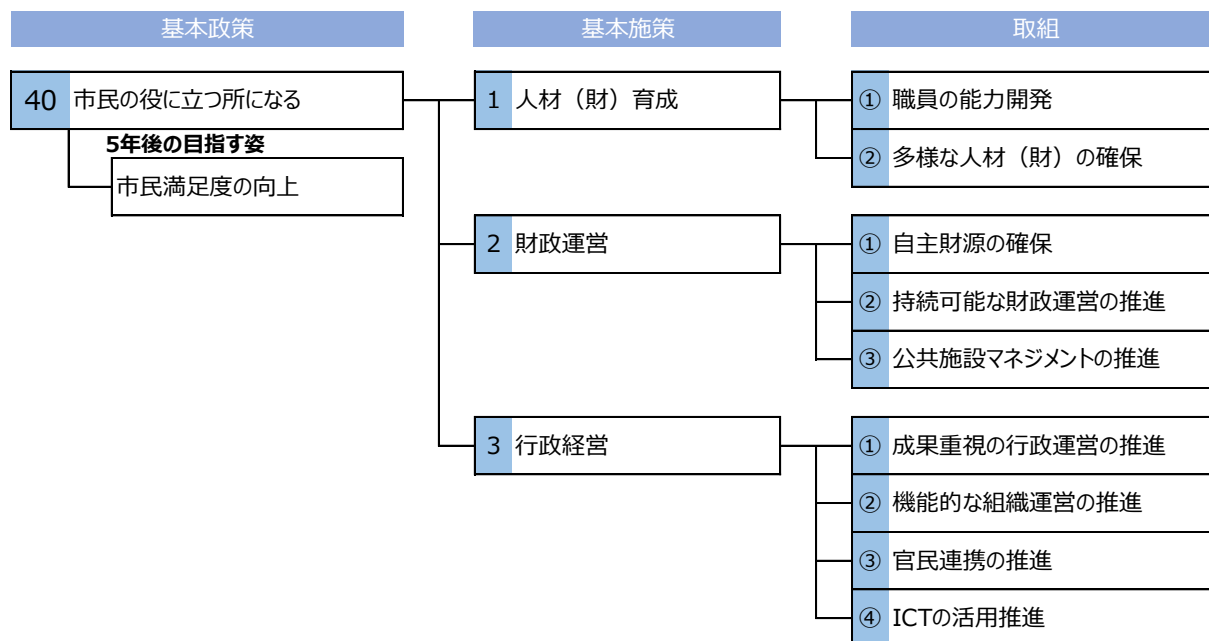 基本政策
基本施策
取組
40 市民の役に立つ所になる
5年後の目指す姿
市民満足度の向上
1 人材（財）育成
① 職員の能力開発
② 多様な人材（財）の確保
2 財政運営
① 自主財源の確保
② 持続可能な財政運営の推進
③ 公共施設マネジメントの推進
3 行政経営
① 成果重視の行政運営の推進
② 機能的な組織運営の推進
③ 官民連携の推進
④ ICTの活用推進